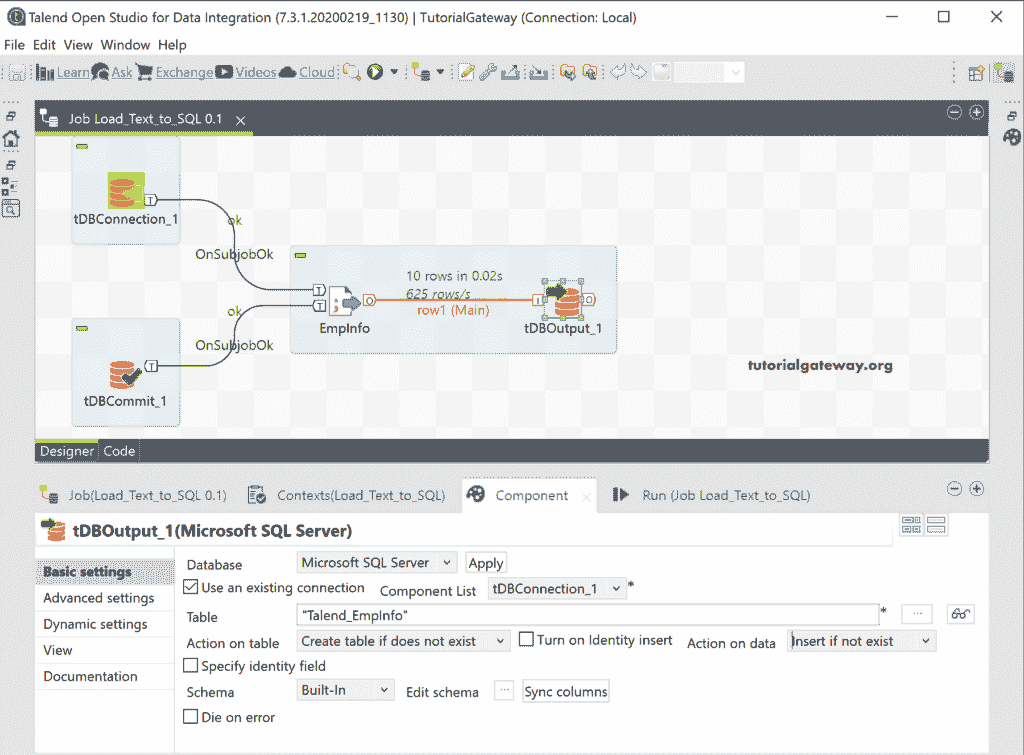 Talend Open Studio for Data Integration (7.3.1.20200219_1130) | TutorialGateway (Connection: Local)
File Edit View Window Help
Learn Ask Exchange Videos Cloud
Job Load_Text_to_SQL 0.1
tDBConnection_1
ok
OnSubjobOk
10 rows in 0.02s
625 rows/s
row1 (Main)
EmpInfo
tDBOutput_1
ok
OnSubjobOk
tDBCommit_1
tutorialgateway.org
Designer Code
Job(Load_Text_to_SQL 0.1) Contexts(Load_Text_to_SQL) Component Run (Job Load_Text_to_SQL)
tDBOutput_1(Microsoft SQL Server)
Basic settings
Advanced settings
Dynamic settings
View
Documentation
Database Microsoft SQL Server Apply
Use an existing connection Component List tDBConnection_1 *
Table "Talend_EmpInfo" * ...
Action on table Create table if does not exist Turn on Identity insert Action on data Insert if not exist
Specify identity field
Schema Built-In Edit schema ... Sync columns
Die on error